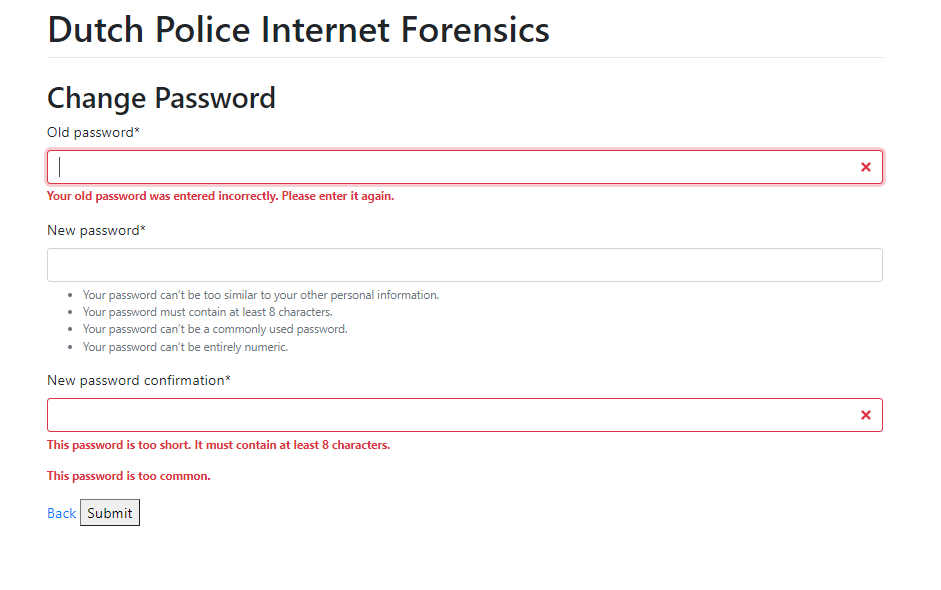 Dutch Police Internet Forensics
Change Password
Old password*
Your old password was entered incorrectly. Please enter it again.
New password*
Your password can’t be too similar to your other personal information.
Your password must contain at least 8 characters.
Your password can’t be a commonly used password.
Your password can’t be entirely numeric.
New password confirmation*
This password is too short. It must contain at least 8 characters.
This password is too common.
Back Submit